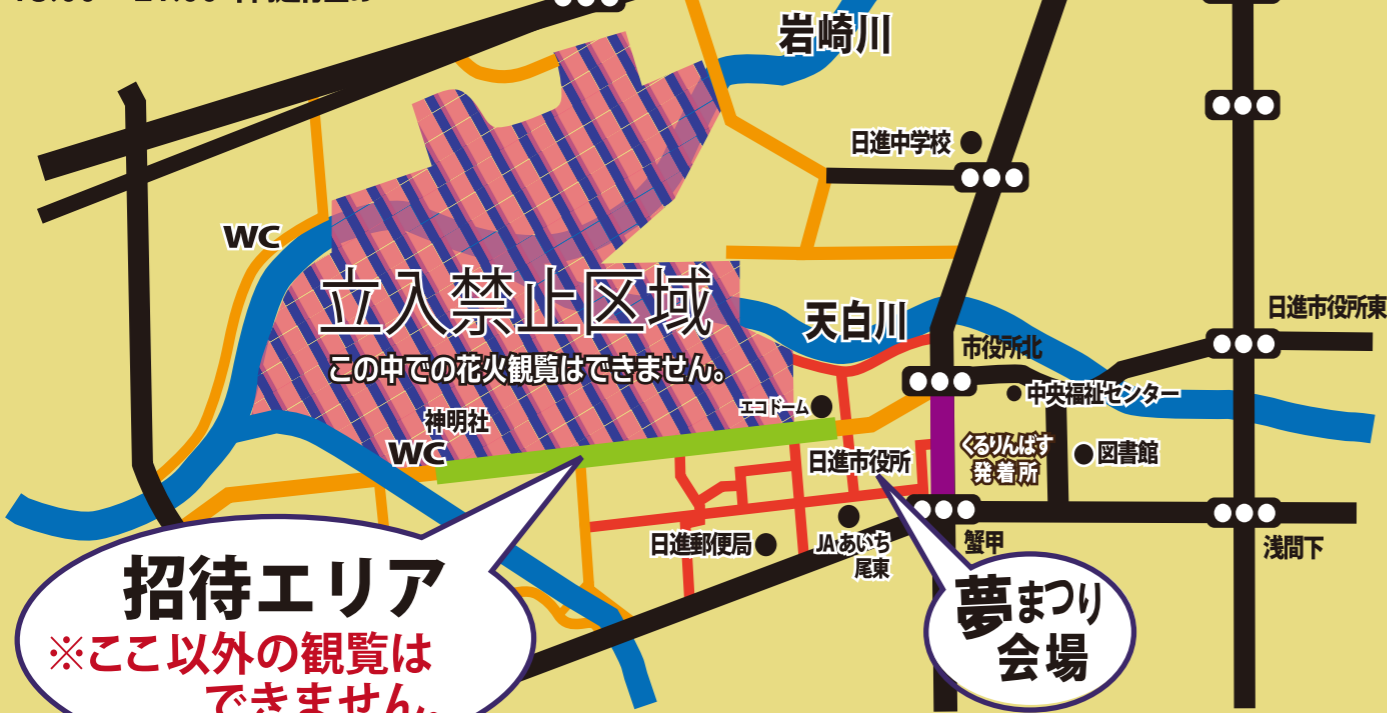 岩崎川
日進中学校
WC
立入禁止区域
この中での花火観覧はできません。
天白川
日進市役所東
市役所北
中央福祉センター
エコドーム
神明社
WC
日進市役所
くるりんばす
発着所
図書館
日進郵便局
JAあいち
尾東
蟹甲
浅間下
招待エリア
※ここ以外の観覧は
できません。
夢まつり
会場